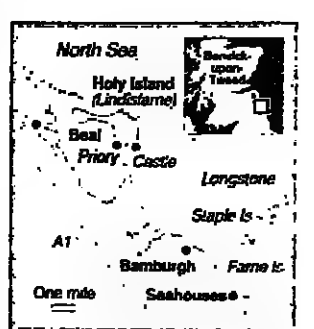 North Sea
Berwick-
upon-
Tweed
Holy Island
(Lindisfarne)
Beal
Priory
Castle
Longstone
Staple Is
A1
Bamburgh
Farne Is
One mile
Seahouses